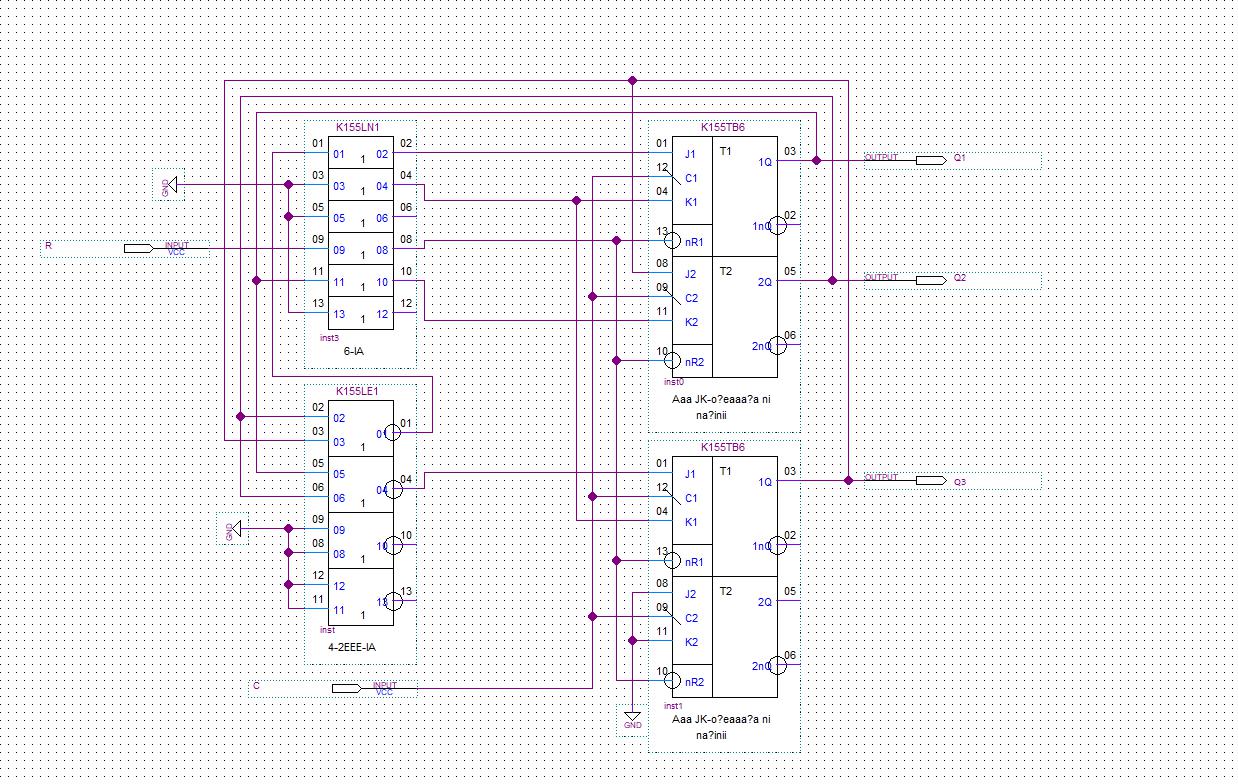 K155LN1
01 01 1 02 02
03 03 1 04 04
05 05 1 06 06
09 09 1 08 08
11 11 1 10 10
13 13 1 12 12
inst3
6-IA
GND
R
INPUT
VCC
K155LE1
02 02
03 03 1 01 01
05 05
06 06 1 04 04
09 09
08 08 1 10 10
12 12
11 11 1 13 13
inst
4-2EEE-IA
GND
C
INPUT
VCC
K155TB6
01 J1 T1 1Q 03
12 C1
04 K1
1nQ 02
13 nR1
08 J2 T2 2Q 05
09 C2
11 K2
2nQ 06
10 nR2
inst0
Aaa JK-o?eaaa?a ni
na?inii
OUTPUT Q1
OUTPUT Q2
K155TB6
01 J1 T1 1Q 03
12 C1
04 K1
1nQ 02
13 nR1
08 J2 T2 2Q 05
09 C2
11 K2
2nQ 06
10 nR2
inst1
Aaa JK-o?eaaa?a ni
na?inii
OUTPUT Q3
GND